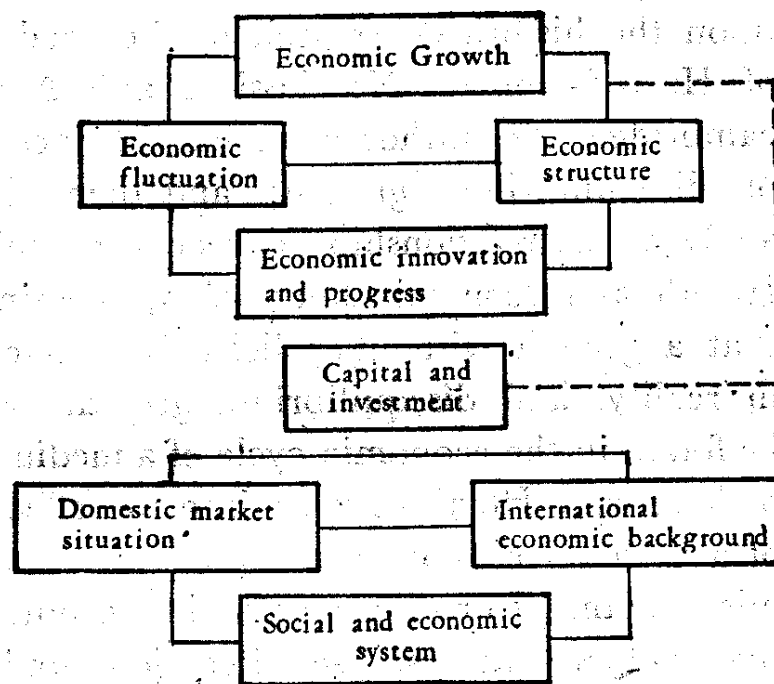 Economic Growth
Economic
fluctuation
Economic
structure
Economic innovation
and progress
Capital and
investment
Domestic market
situation
International
economic background
Social and economic
system